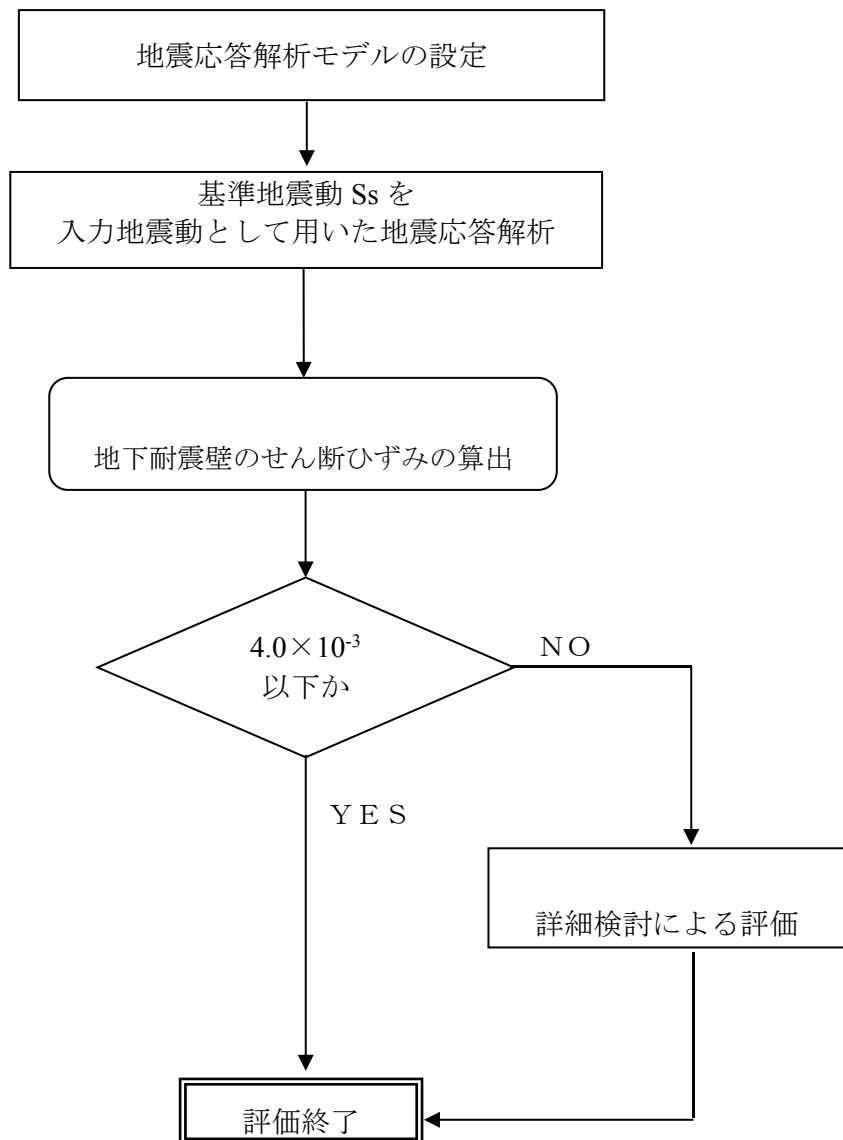 地震応答解析モデルの設定
基準地震動 Ss を
入力地震動として用いた地震応答解析
地下耐震壁のせん断ひずみの算出
4.0×10⁻³
以下か
ＮＯ
ＹＥＳ
詳細検討による評価
評価終了